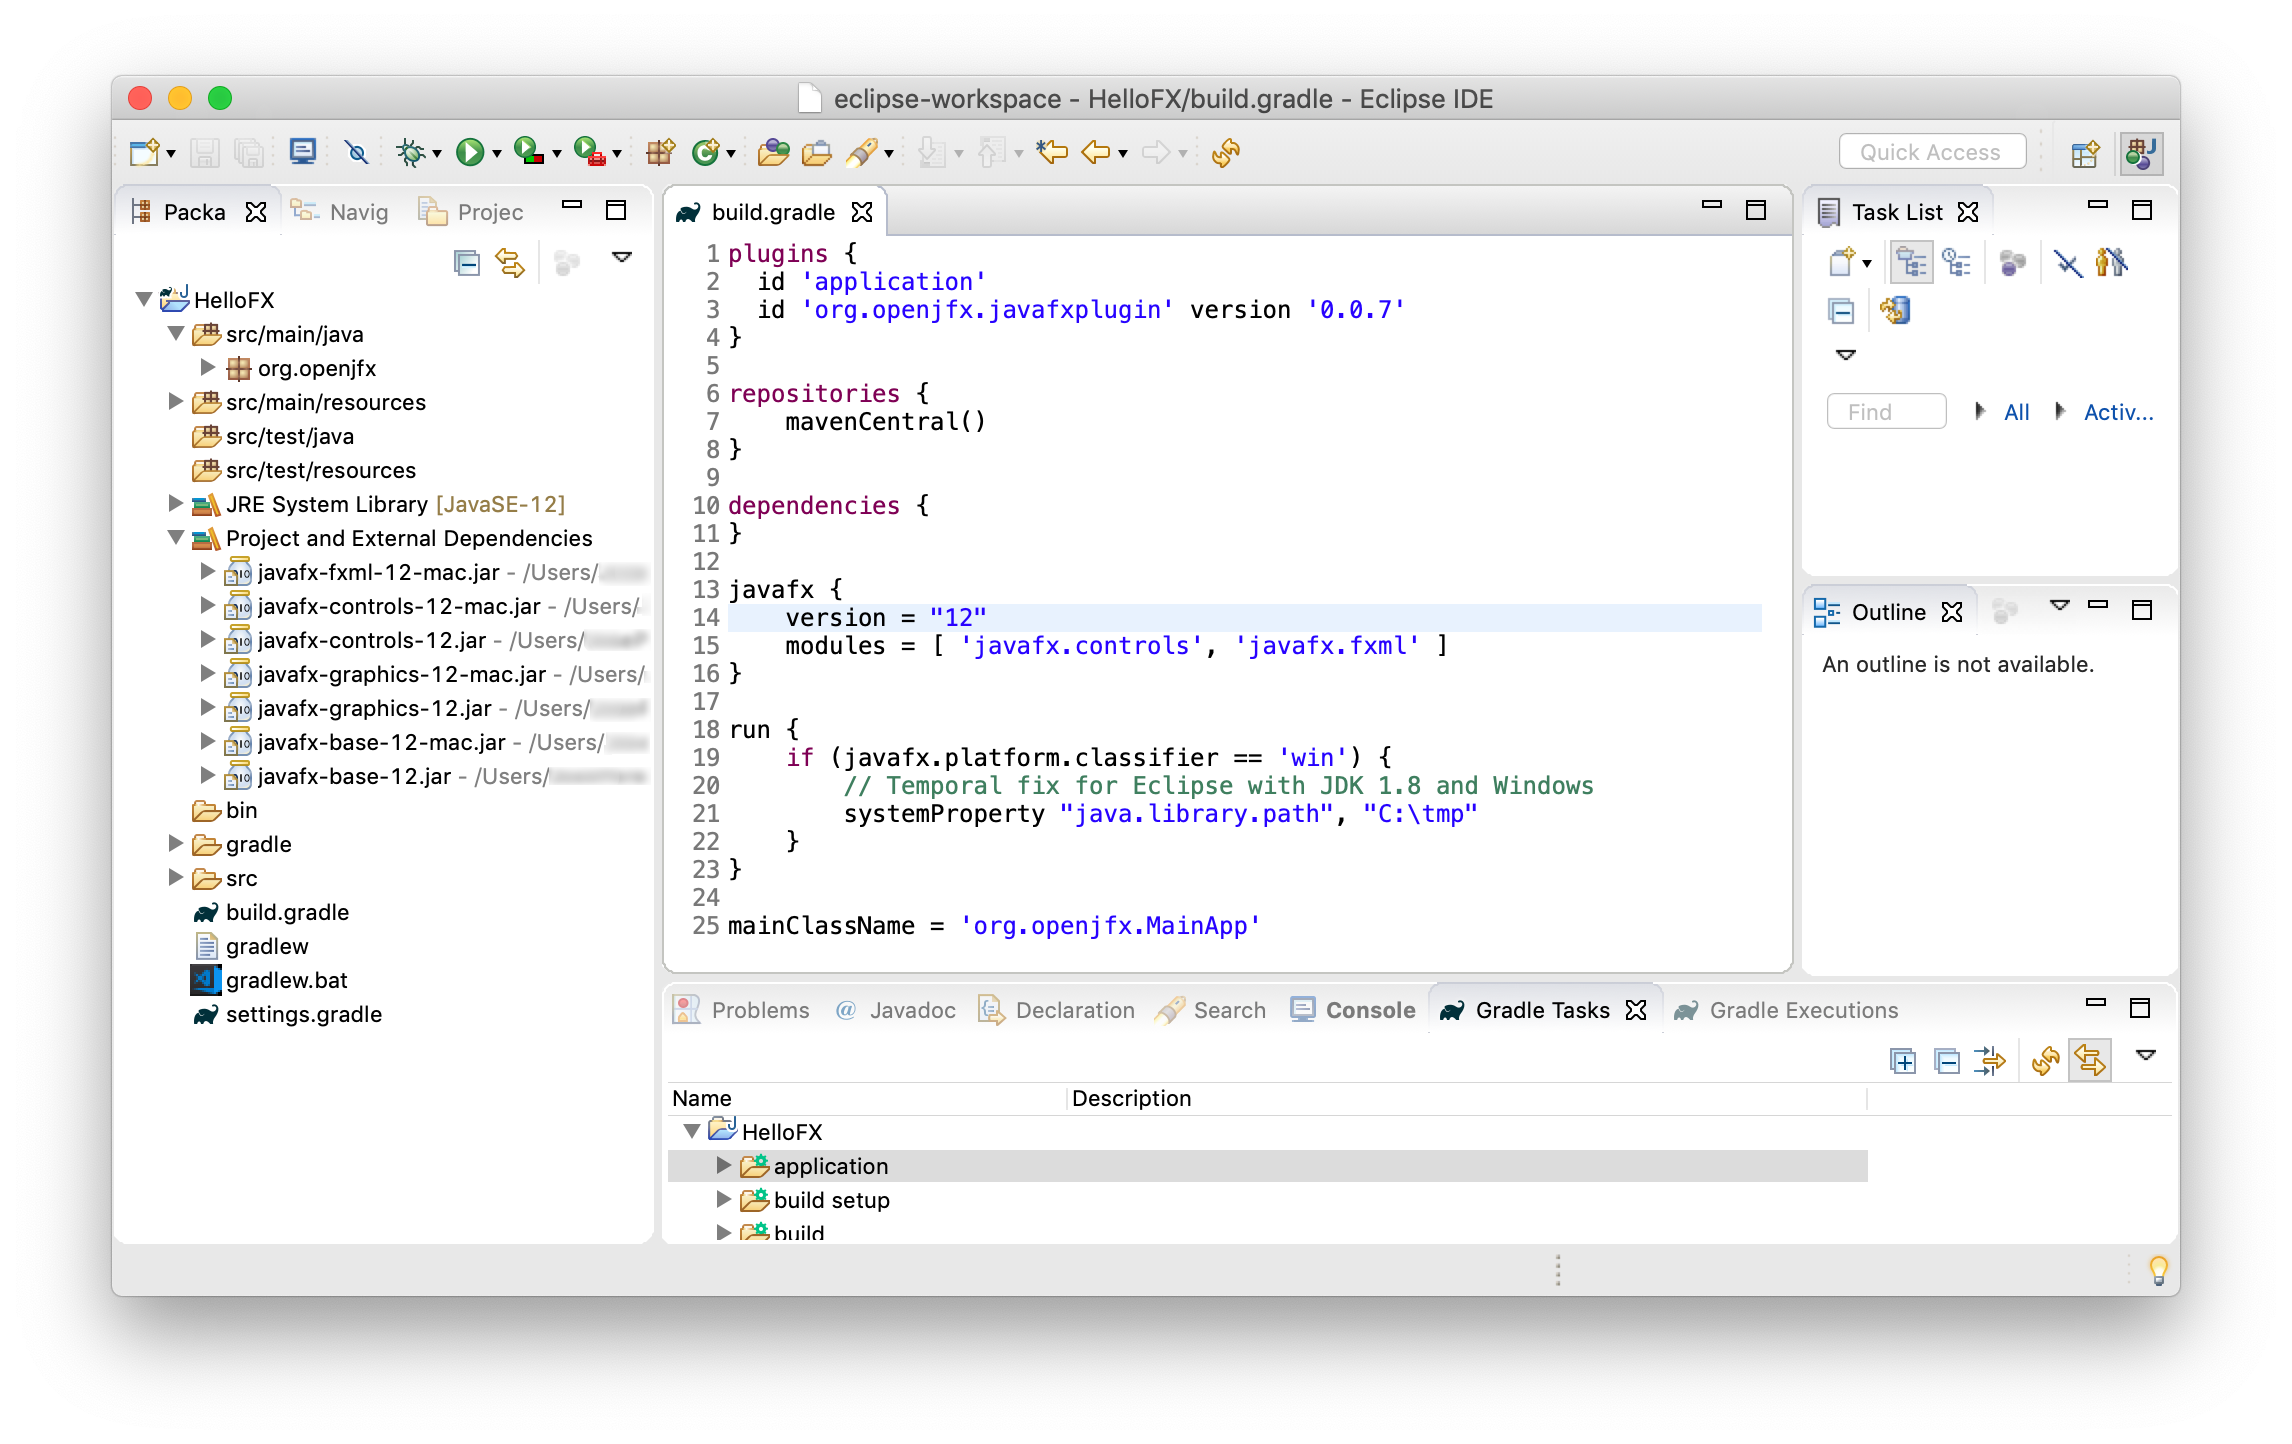 eclipse-workspace - HelloFX/build.gradle - Eclipse IDE
Quick Access
Packa
Navig
Projec
HelloFX
src/main/java
org.openjfx
src/main/resources
src/test/java
src/test/resources
JRE System Library [JavaSE-12]
Project and External Dependencies
javafx-fxml-12-mac.jar - /Users/
javafx-controls-12-mac.jar - /Users/
javafx-controls-12.jar - /Users/
javafx-graphics-12-mac.jar - /Users/
javafx-graphics-12.jar - /Users/
javafx-base-12-mac.jar - /Users/
javafx-base-12.jar - /Users/
bin
gradle
src
build.gradle
gradlew
gradlew.bat
settings.gradle
build.gradle
1 plugins {
2   id 'application'
3   id 'org.openjfx.javafxplugin' version '0.0.7'
4 }
5
6 repositories {
7     mavenCentral()
8 }
9
10 dependencies {
11 }
12
13 javafx {
14     version = "12"
15     modules = [ 'javafx.controls', 'javafx.fxml' ]
16 }
17
18 run {
19     if (javafx.platform.classifier == 'win') {
20         // Temporal fix for Eclipse with JDK 1.8 and Windows
21         systemProperty "java.library.path", "C:\tmp"
22     }
23 }
24
25 mainClassName = 'org.openjfx.MainApp'
Task List
Find
All
Activ...
Outline
An outline is not available.
Problems
@ Javadoc
Declaration
Search
Console
Gradle Tasks
Gradle Executions
Name
Description
HelloFX
application
build setup
build